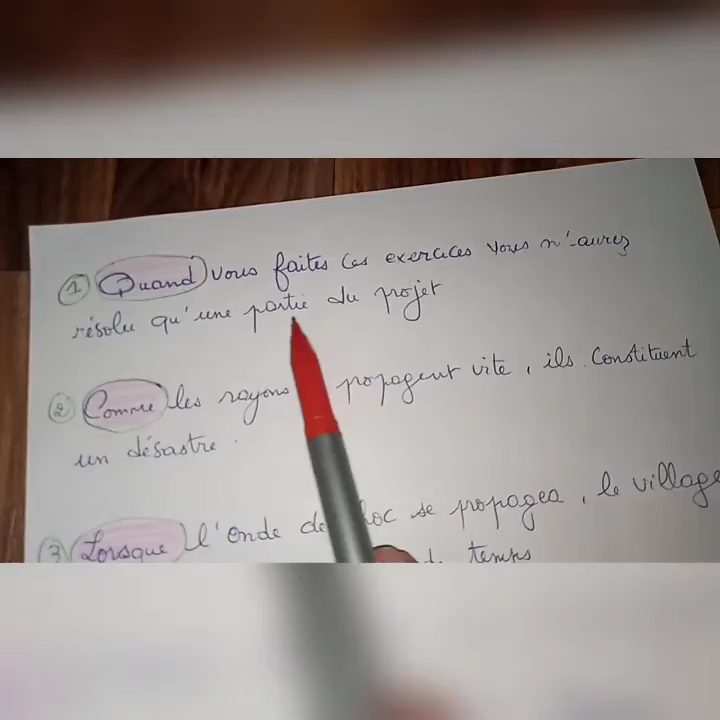 ① Quand vous faites ces exercices vous n'aurez
résolu qu'une partie du projet
② Comme les rayons propagent vite, ils constituent
un désastre.
③ Lorsque l'onde de se propagea, le village
temps